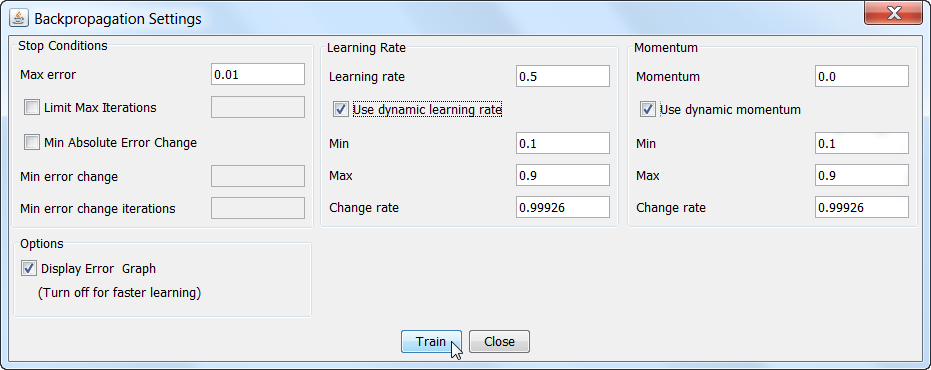 Backpropagation Settings
Stop Conditions
Max error 0.01
Limit Max Iterations
Min Absolute Error Change
Min error change
Min error change iterations
Learning Rate
Learning rate 0.5
Use dynamic learning rate
Min 0.1
Max 0.9
Change rate 0.99926
Momentum
Momentum 0.0
Use dynamic momentum
Min 0.1
Max 0.9
Change rate 0.99926
Options
Display Error Graph
(Turn off for faster learning)
Train Close